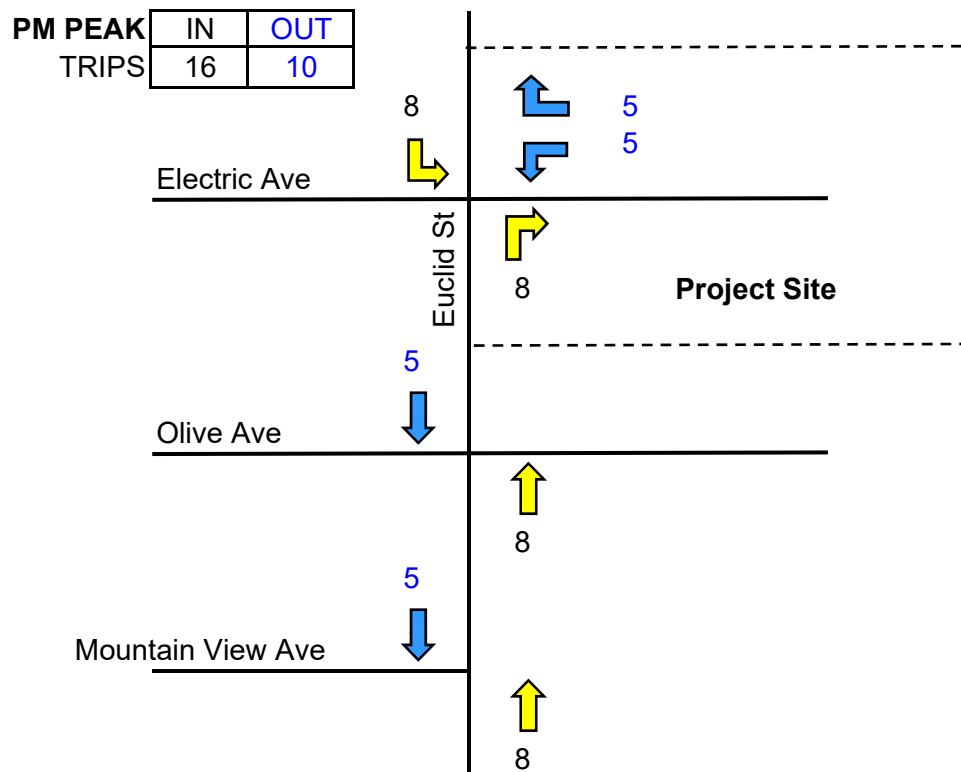 PM PEAK IN OUT
TRIPS 16 10
8
5
5
Electric Ave
Euclid St
8
Project Site
5
Olive Ave
8
5
Mountain View Ave
8